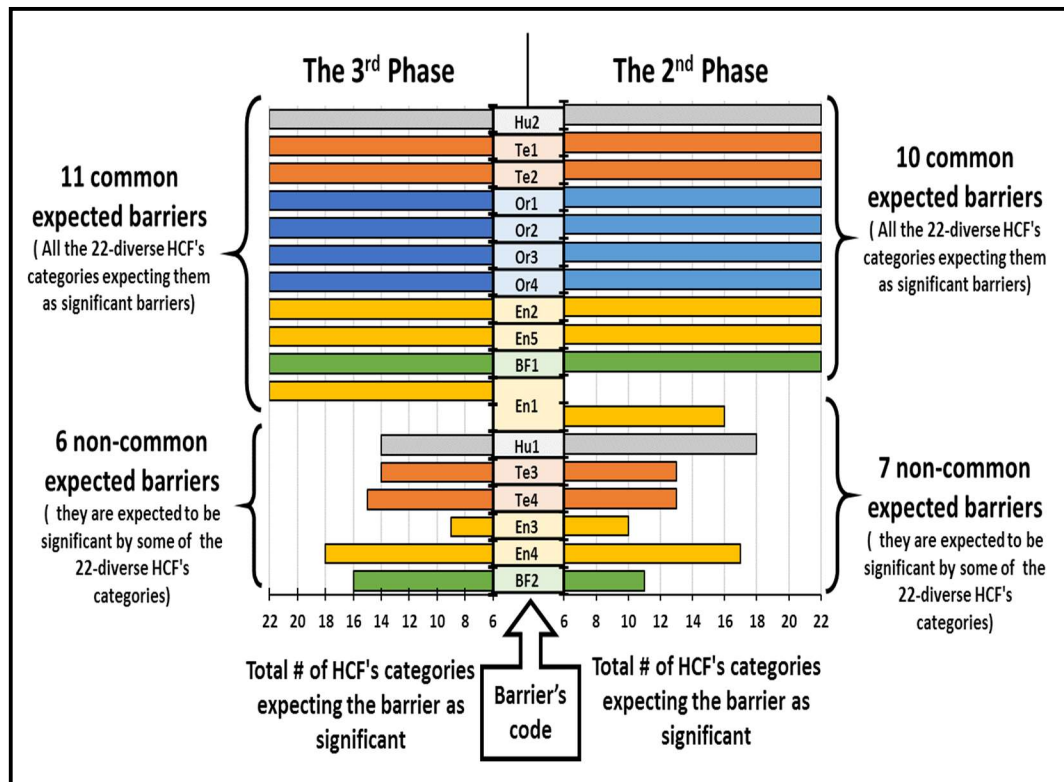 The 3rd Phase
The 2nd Phase
11 common
expected barriers
( All the 22-diverse HCF's
categories expecting them
as significant barriers)
6 non-common
expected barriers
( they are expected to be
significant by some of the
22-diverse HCF's
categories)
Hu2
Te1
Te2
Or1
Or2
Or3
Or4
En2
En5
BF1
En1
Hu1
Te3
Te4
En3
En4
BF2
10 common
expected barriers
( All the 22-diverse HCF's
categories expecting them
as significant barriers)
7 non-common
expected barriers
( they are expected to be
significant by some of the
22-diverse HCF's
categories)
22 20 18 16 14 12 10 8 6
6 8 10 12 14 16 18 20 22
Total # of HCF's categories
expecting the barrier as
significant
Barrier's
code
Total # of HCF's categories
expecting the barrier as
significant